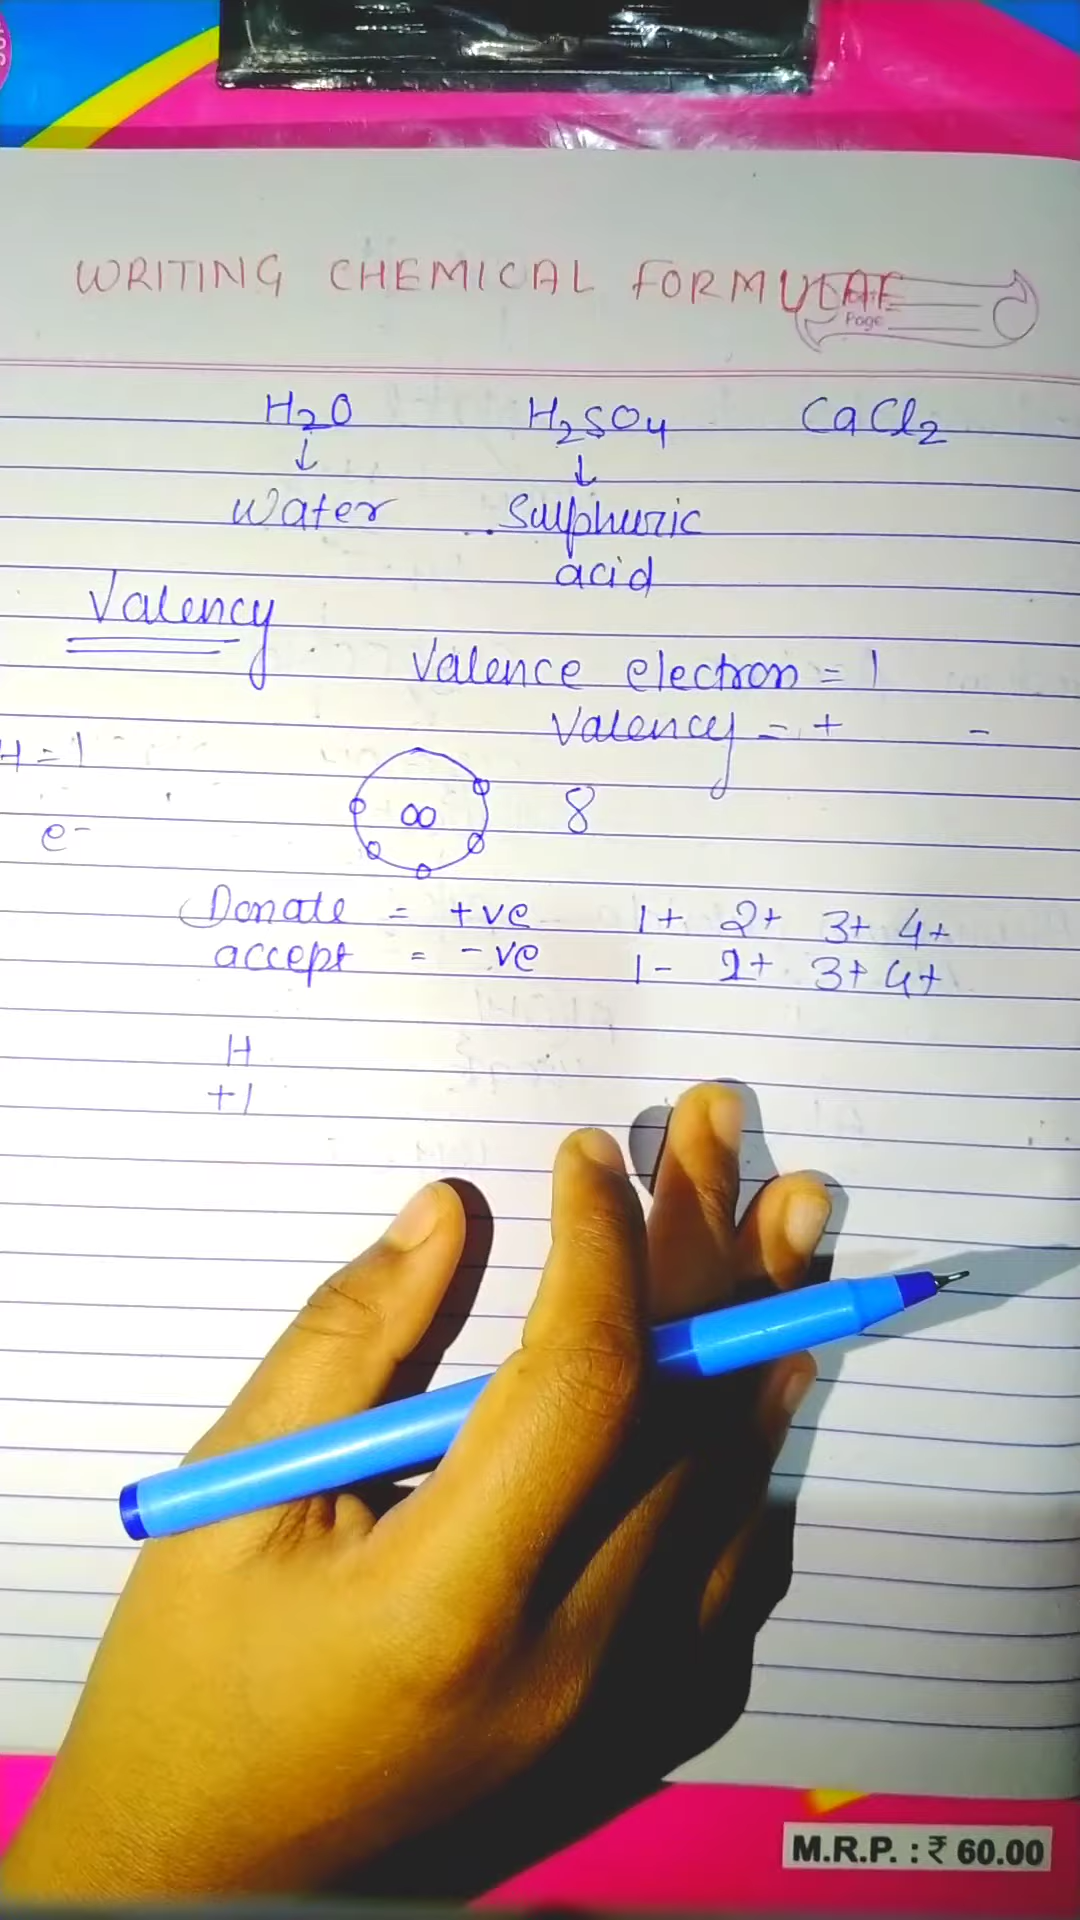 WRITING CHEMICAL FORMULAE
Page
H2O H2SO4 CaCl2
↓ ↓
Water Sulphuric
acid
Valency
Valence electron = 1
Valency = + -
H = 1
8
e-
Donate = +ve 1+ 2+ 3+ 4+
accept = -ve 1- 2+ 3+ 4+
H
+1
M.R.P. : ₹ 60.00